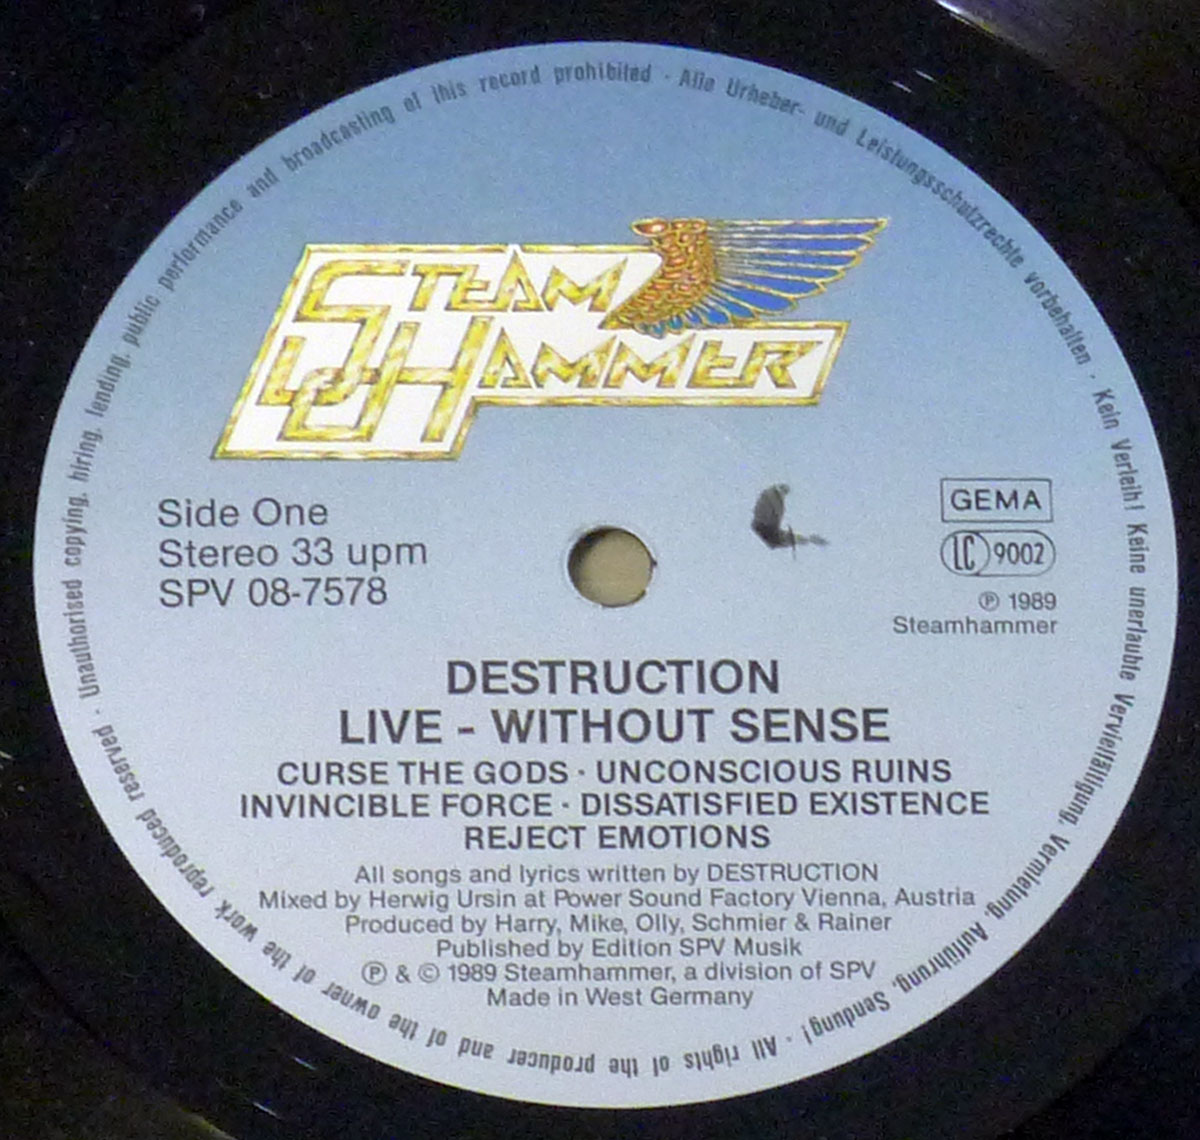 STEAM
HAMMER
Side One
Stereo 33 upm
SPV 08-7578
GEMA
LC 9002
℗ 1989
Steamhammer
DESTRUCTION
LIVE - WITHOUT SENSE
CURSE THE GODS · UNCONSCIOUS RUINS
INVINCIBLE FORCE · DISSATISFIED EXISTENCE
REJECT EMOTIONS
All songs and lyrics written by DESTRUCTION
Mixed by Herwig Ursin at Power Sound Factory Vienna, Austria
Produced by Harry, Mike, Olly, Schmier & Rainer
Published by Edition SPV Musik
℗ & © 1989 Steamhammer, a division of SPV
Made in West Germany
Alle Urheber- und Leistungsschutzrechte vorbehalten · Kein Verleih! Keine unerlaubte Vervielfältigung, Vermietung, Aufführung, Sendung! · All rights of the producer and of the owner of the work reproduced reserved · Unauthorised copying, hiring, lending, public performance and broadcasting of this record prohibited ·